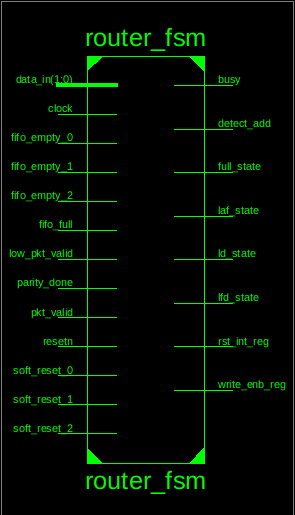 router_fsm
data_in(1:0)
clock
fifo_empty_0
fifo_empty_1
fifo_empty_2
fifo_full
low_pkt_valid
parity_done
pkt_valid
resetn
soft_reset_0
soft_reset_1
soft_reset_2
busy
detect_add
full_state
laf_state
ld_state
lfd_state
rst_int_reg
write_enb_reg
router_fsm